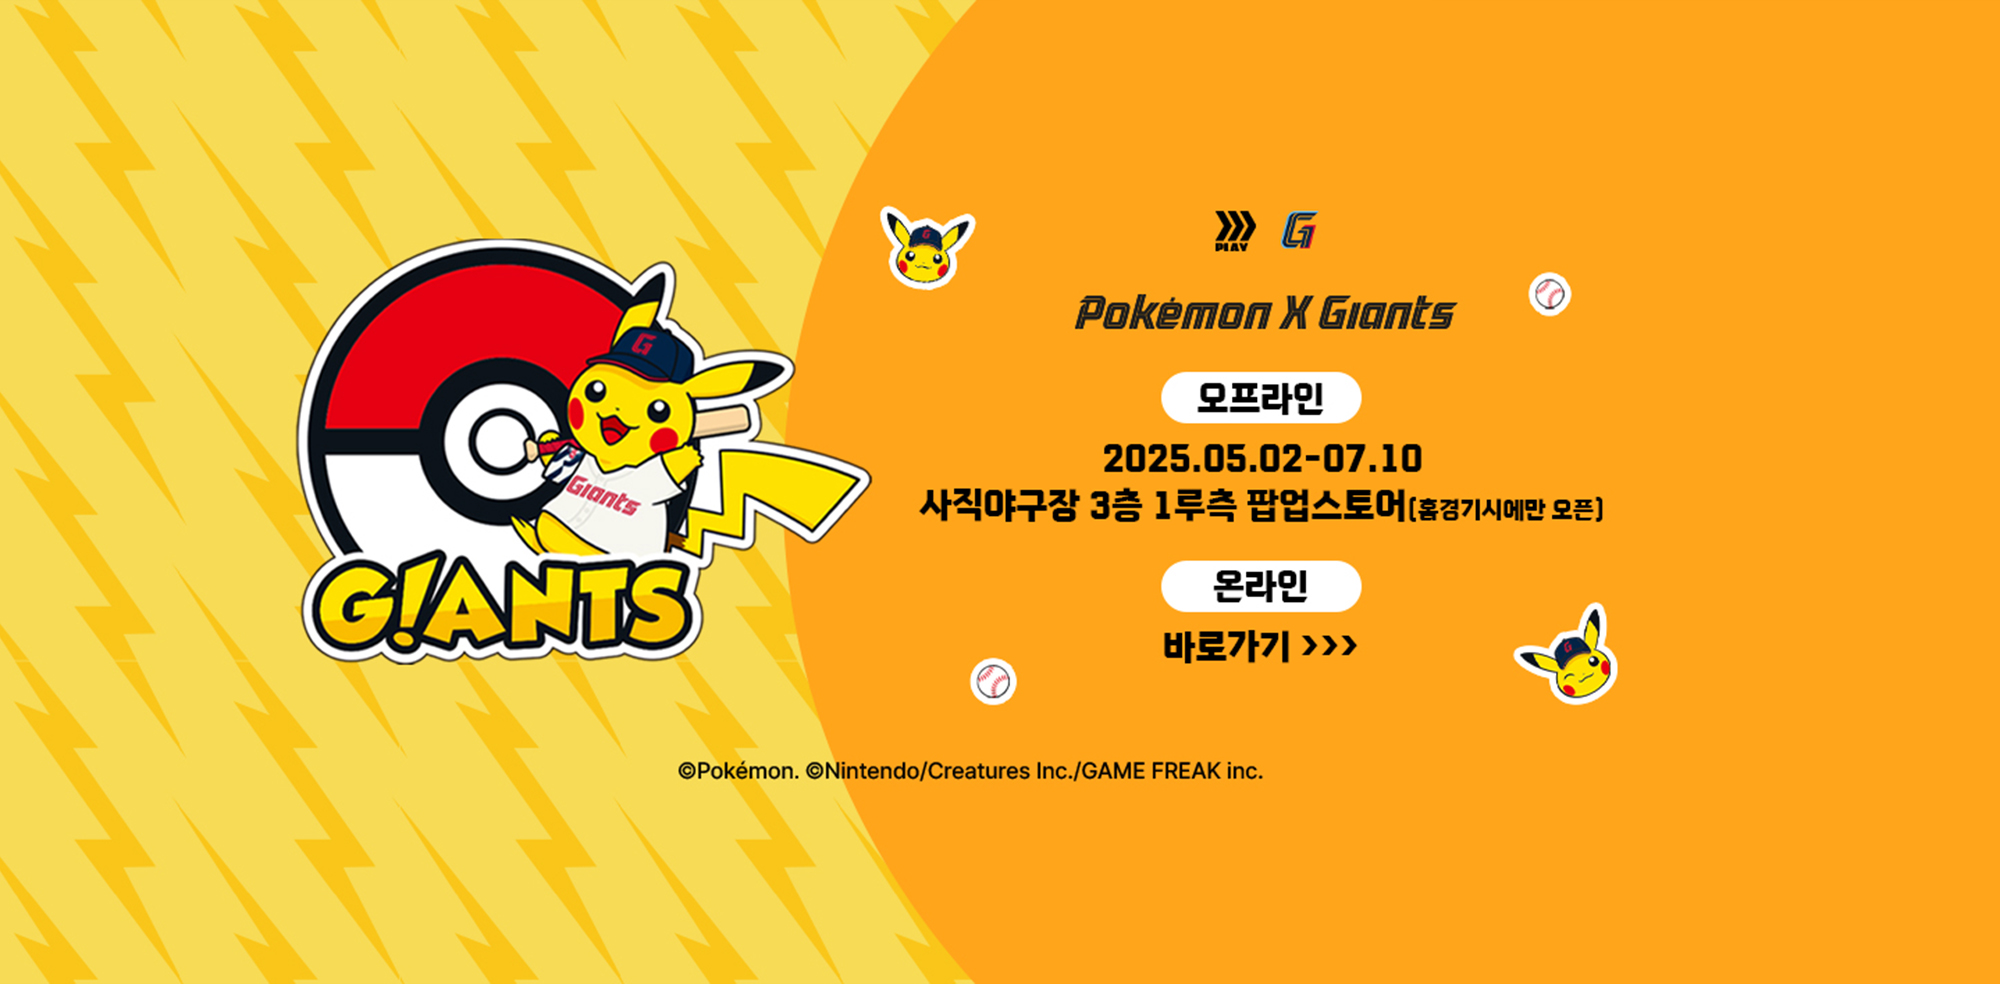 G
Giants
G!ANTS
G
PLAY G
Pokémon X Giants
오프라인
2025.05.02-07.10
사직야구장 3층 1루측 팝업스토어(홈경기시에만 오픈)
온라인
바로가기 >>>
G
©Pokémon. ©Nintendo/Creatures Inc./GAME FREAK inc.